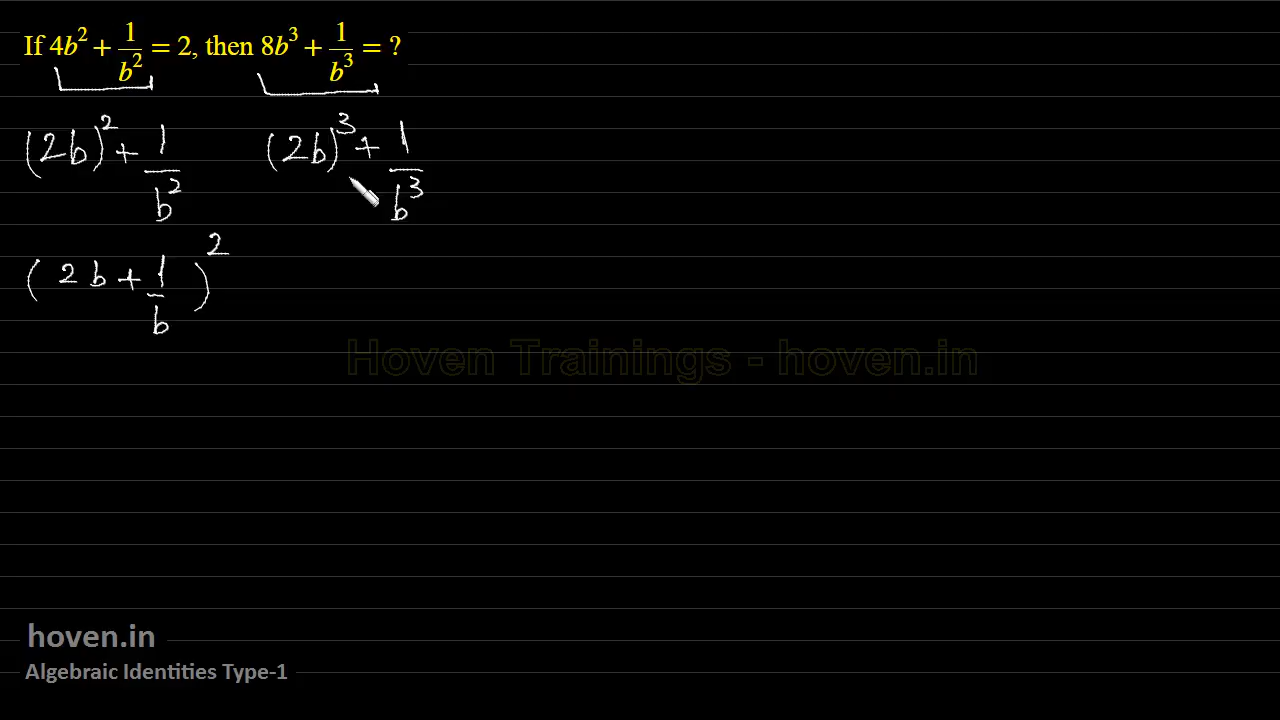 If 4b² + 1/b² = 2, then 8b³ + 1/b³ = ?
(2b)² + 1/b² (2b)³ + 1/b³
(2b + 1/b)²
Hoven Trainings - hoven.in
hoven.in
Algebraic Identities Type-1